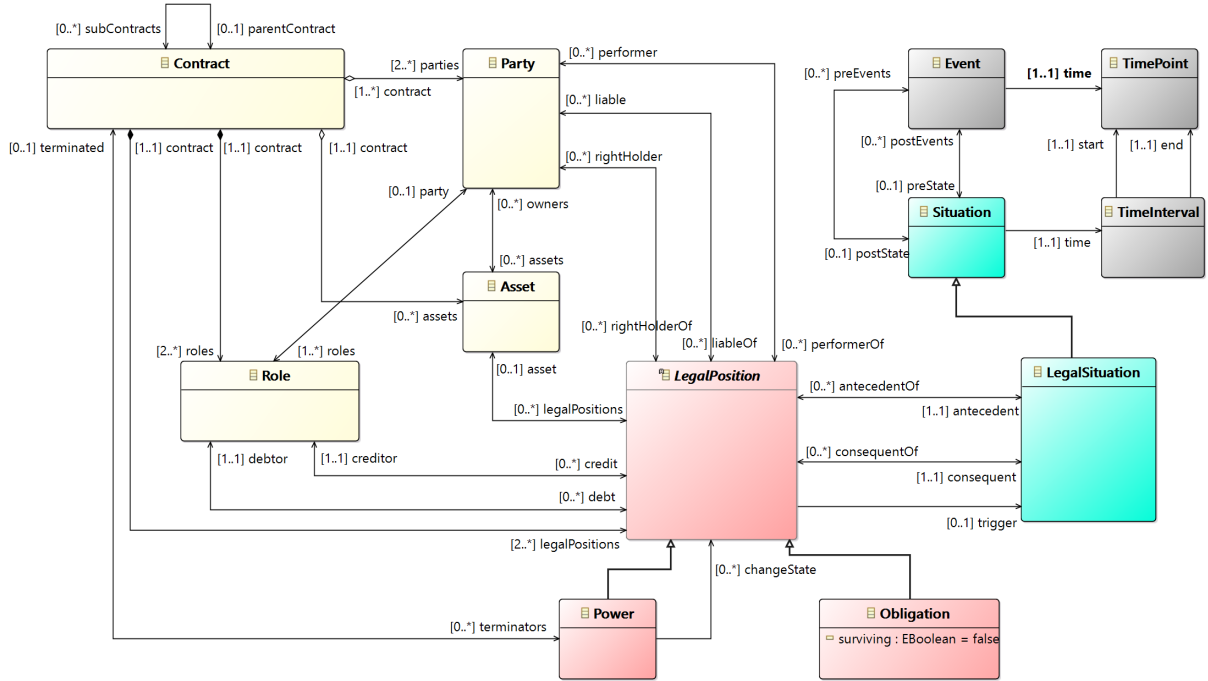 [0..*] subContracts
[0..1] parentContract
Contract
[2..*] parties
[1..*] contract
Party
[0..*] performer
[0..*] liable
[0..*] rightHolder
[0..*] preEvents
Event
[1..1] time
TimePoint
[0..1] terminated
[1..1] contract
[1..1] contract
[1..1] contract
[0..*] postEvents
[1..1] start
[1..1] end
[0..1] party
[0..1] preState
[0..*] owners
Situation
TimeInterval
[1..1] time
[0..1] postState
[0..*] assets
Asset
[0..*] assets
[0..*] rightHolderOf
[0..*] liableOf
[0..*] performerOf
[2..*] roles
[1..*] roles
Role
[0..1] asset
LegalPosition
LegalSituation
[0..*] antecedentOf
[1..1] antecedent
[0..*] legalPositions
[1..1] debtor
[1..1] creditor
[0..*] credit
[0..*] consequentOf
[1..1] consequent
[0..*] debt
[0..1] trigger
[2..*] legalPositions
[0..*] changeState
Power
Obligation
[0..*] terminators
surviving : EBoolean = false